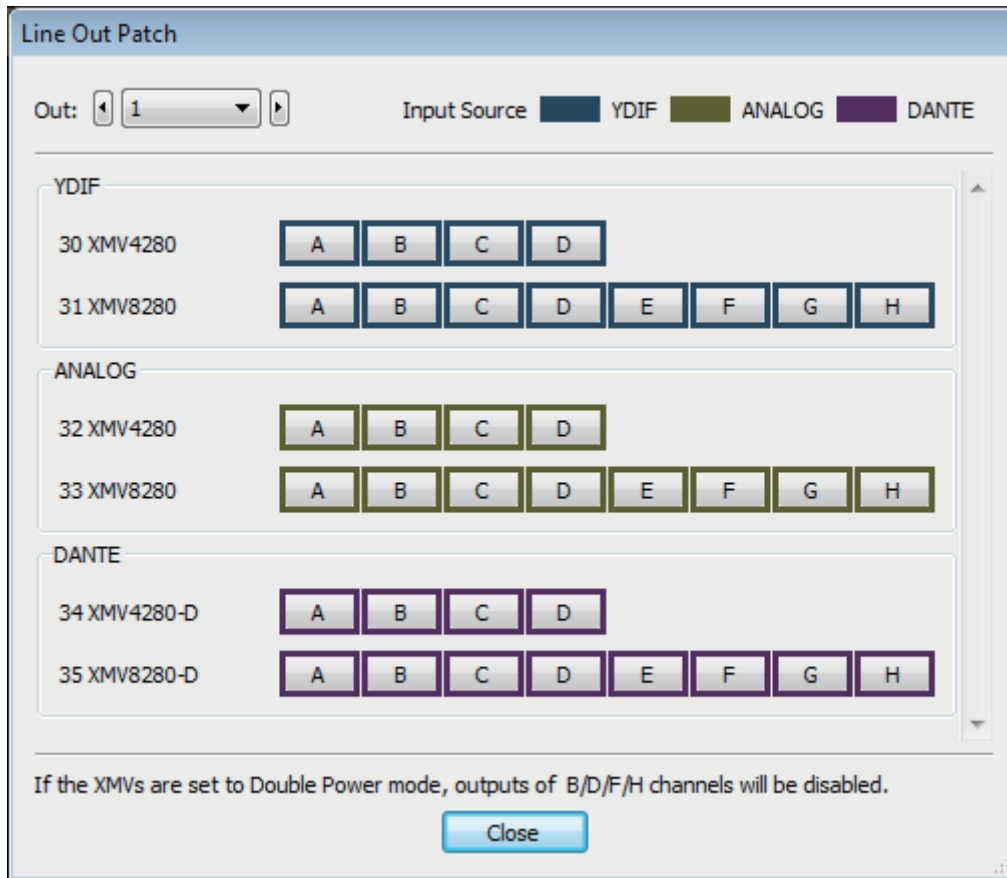 Line Out Patch
Out: 1 Input Source YDIF ANALOG DANTE
YDIF
30 XMV4280 A B C D
31 XMV8280 A B C D E F G H
ANALOG
32 XMV4280 A B C D
33 XMV8280 A B C D E F G H
DANTE
34 XMV4280-D A B C D
35 XMV8280-D A B C D E F G H
If the XMVs are set to Double Power mode, outputs of B/D/F/H channels will be disabled.
Close